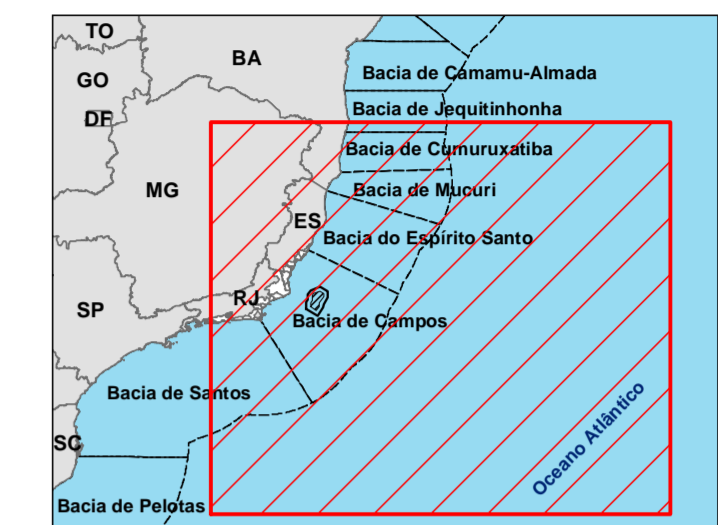 TO
BA
GO
Bacia de Camamu-Almada
Bacia de Jequitinhonha
DF
Bacia de Cumuruxatiba
MG
Bacia de Mucuri
ES
Bacia do Espírito Santo
RJ
SP
Bacia de Campos
Bacia de Santos
Oceano Atlântico
SC
Bacia de Pelotas